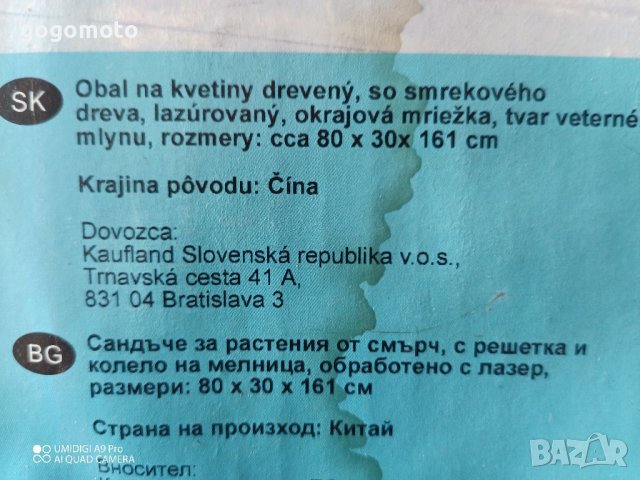 gogomoto
SK
Obal na kvetiny drevený, so smrekového
dreva, lazúrovaný, okrajová mriežka, tvar veterné
mlynu, rozmery: cca 80 x 30x 161 cm
Krajina pôvodu: Čína
Dovozca:
Kaufland Slovenská republika v.o.s.,
Trnavská cesta 41 A,
831 04 Bratislava 3
BG
Сандъче за растения от смърч, с решетка и
колело на мелница, обработено с лазер,
размери: 80 x 30 x 161 см
Страна на произход: Китай
Вносител:
UMIDIGI A9 Pro
AI QUAD CAMERA
BAZAR